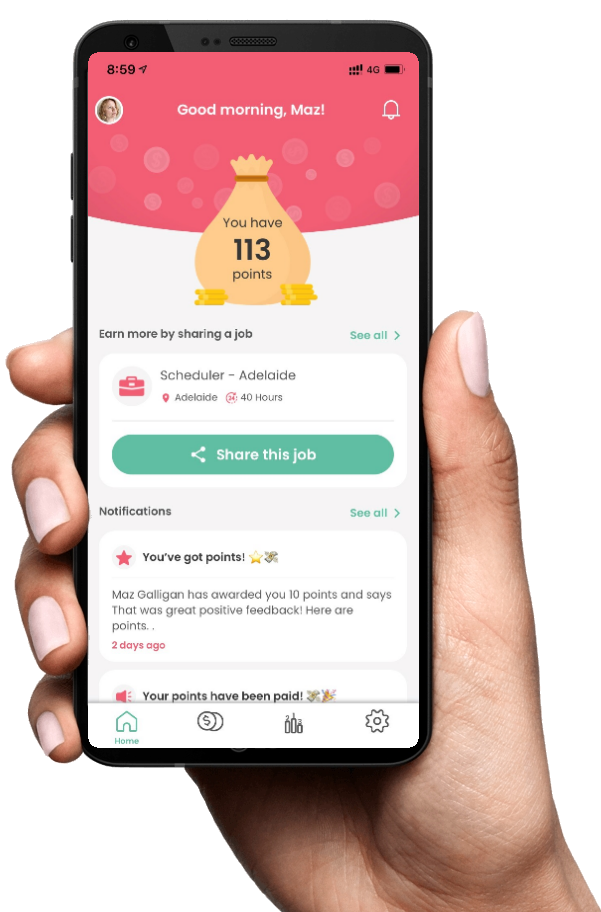 8:59
4G
Good morning, Maz!
You have
113
points
Earn more by sharing a job
See all
Scheduler - Adelaide
Adelaide
24
40 Hours
Share this job
Notifications
See all
You've got points! ⭐💸
Maz Galligan has awarded you 10 points and says
That was great positive feedback! Here are
points. .
2 days ago
Your points have been paid! 💸🎉
Home